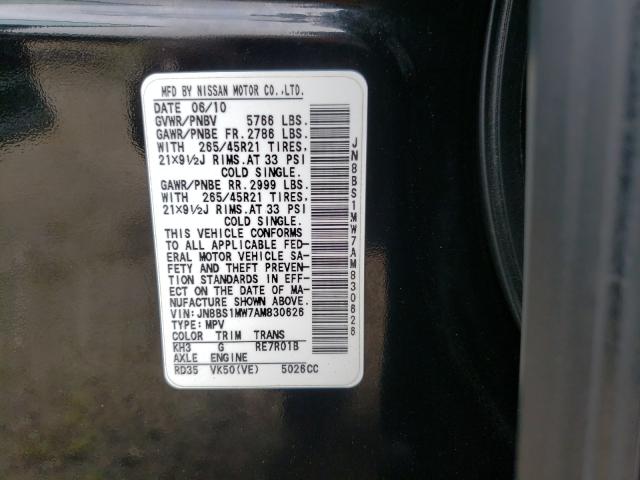 MFD BY NISSAN MOTOR CO.,LTD.
DATE 06/10
GVWR/PNBV 5766 LBS.
GAWR/PNBE FR. 2786 LBS.
WITH 265/45R21 TIRES,
21X9½J RIMS.AT 33 PSI
COLD SINGLE.
GAWR/PNBE RR. 2999 LBS.
WITH 265/45R21 TIRES,
21X9½J RIMS.AT 33 PSI
COLD SINGLE.
THIS VEHICLE CONFORMS
TO ALL APPLICABLE FED-
ERAL MOTOR VEHICLE SA-
FETY AND THEFT PREVEN-
TION STANDARDS IN EFF-
ECT ON THE DATE OF MA-
NUFACTURE SHOWN ABOVE.
VIN: JN8BS1MW7AM830626
TYPE: MPV
COLOR TRIM TRANS
KH3 G RE7R01B
AXLE ENGINE
RD35 VK50(VE) 5026CC
JN8BS1MW7AM830626